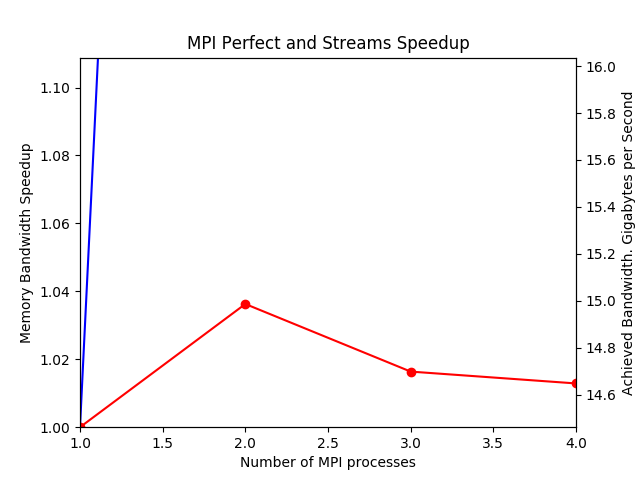 MPI Perfect and Streams Speedup
Memory Bandwidth Speedup
1.10
1.08
1.06
1.04
1.02
1.00
16.0
15.8
15.6
15.4
15.2
15.0
14.8
14.6
Achieved Bandwidth. Gigabytes per Second
1.0 1.5 2.0 2.5 3.0 3.5 4.0
Number of MPI processes